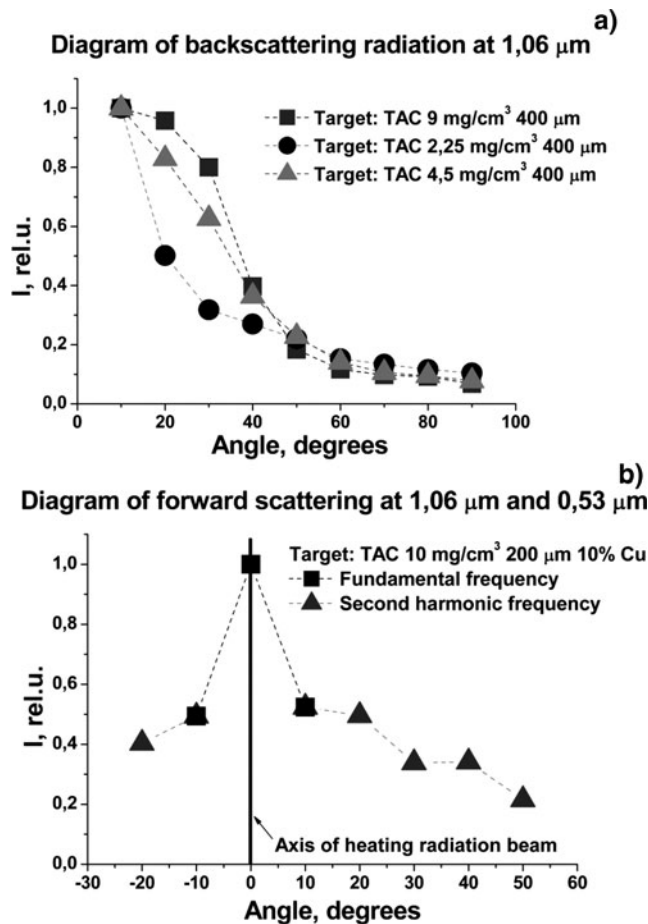 a)
Diagram of backscattering radiation at 1,06 μm
Target: TAC 9 mg/cm³ 400 μm
Target: TAC 2,25 mg/cm³ 400 μm
Target: TAC 4,5 mg/cm³ 400 μm
I, rel.u.
1,0
0,8
0,6
0,4
0,2
0,0
0 20 40 60 80 100
Angle, degrees
b)
Diagram of forward scattering at 1,06 μm and 0,53 μm
Target: TAC 10 mg/cm³ 200 μm 10% Cu
Fundamental frequency
Second harmonic frequency
I, rel.u.
1,0
0,8
0,6
0,4
0,2
0,0
Axis of heating radiation beam
-30 -20 -10 0 10 20 30 40 50 60
Angle, degrees